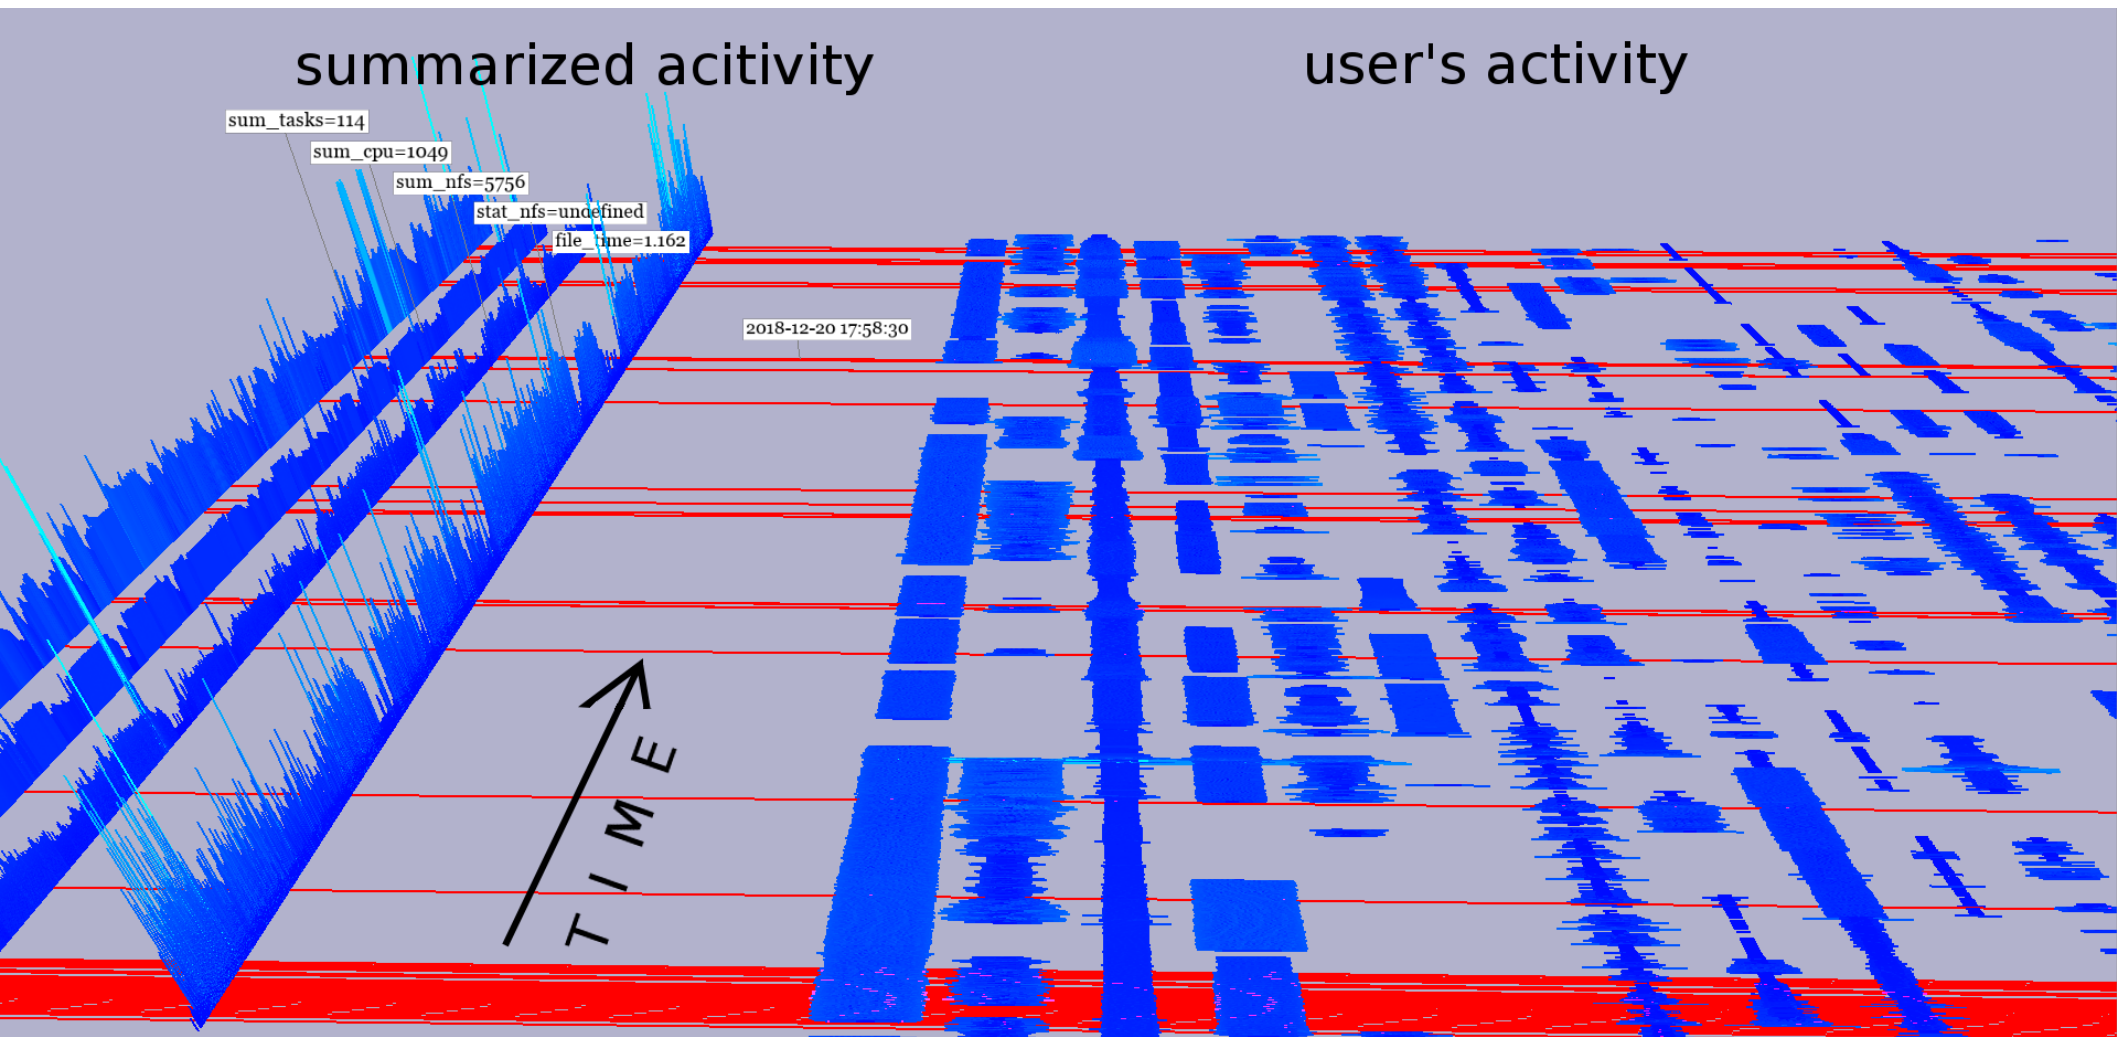 summarized acitivity
user's activity
sum_tasks=114
sum_cpu=1049
sum_nfs=5756
stat_nfs=undefined
file_time=1.162
2018-12-20 17:58:30
TIME